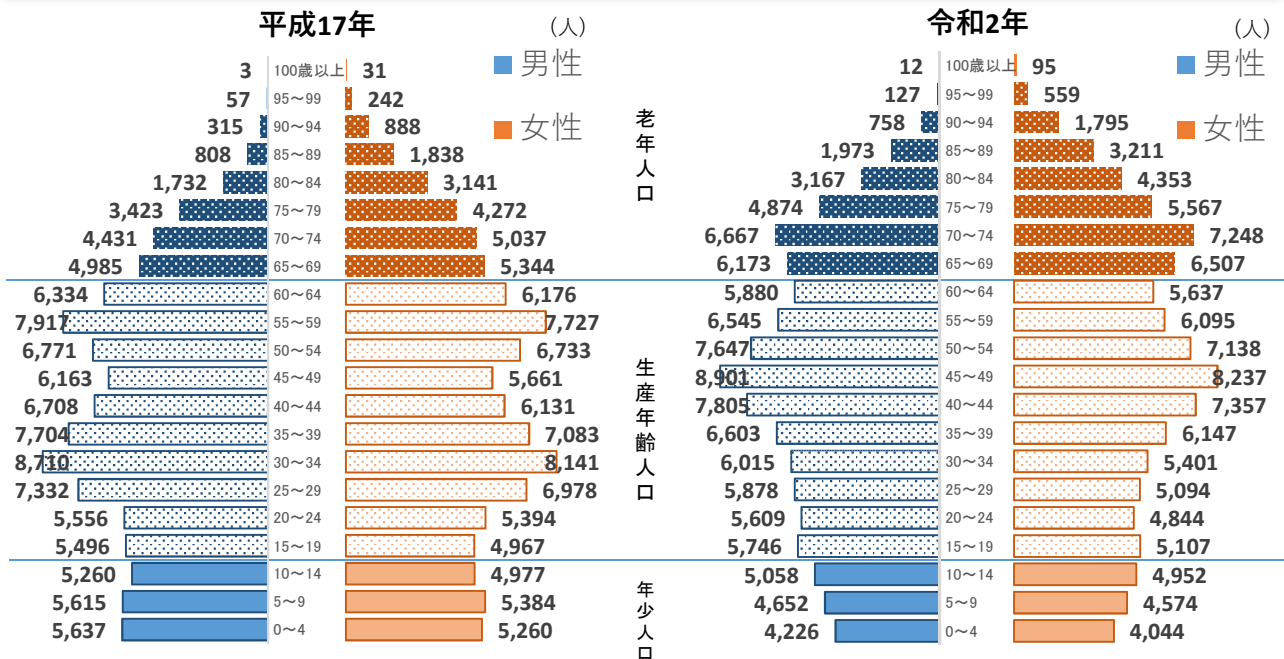 平成17年
(人)
男性
女性
3 100歳以上 31
57 95～99 242
315 90～94 888
808 85～89 1,838
1,732 80～84 3,141
3,423 75～79 4,272
4,431 70～74 5,037
4,985 65～69 5,344
6,334 60～64 6,176
7,917 55～59 7,727
6,771 50～54 6,733
6,163 45～49 5,661
6,708 40～44 6,131
7,704 35～39 7,083
8,710 30～34 8,141
7,332 25～29 6,978
5,556 20～24 5,394
5,496 15～19 4,967
5,260 10～14 4,977
5,615 5～9 5,384
5,637 0～4 5,260
老年人口
生産年齢人口
年少人口
令和2年
(人)
男性
女性
12 100歳以上 95
127 95～99 559
758 90～94 1,795
1,973 85～89 3,211
3,167 80～84 4,353
4,874 75～79 5,567
6,667 70～74 7,248
6,173 65～69 6,507
5,880 60～64 5,637
6,545 55～59 6,095
7,647 50～54 7,138
8,901 45～49 8,237
7,805 40～44 7,357
6,603 35～39 6,147
6,015 30～34 5,401
5,878 25～29 5,094
5,609 20～24 4,844
5,746 15～19 5,107
5,058 10～14 4,952
4,652 5～9 4,574
4,226 0～4 4,044